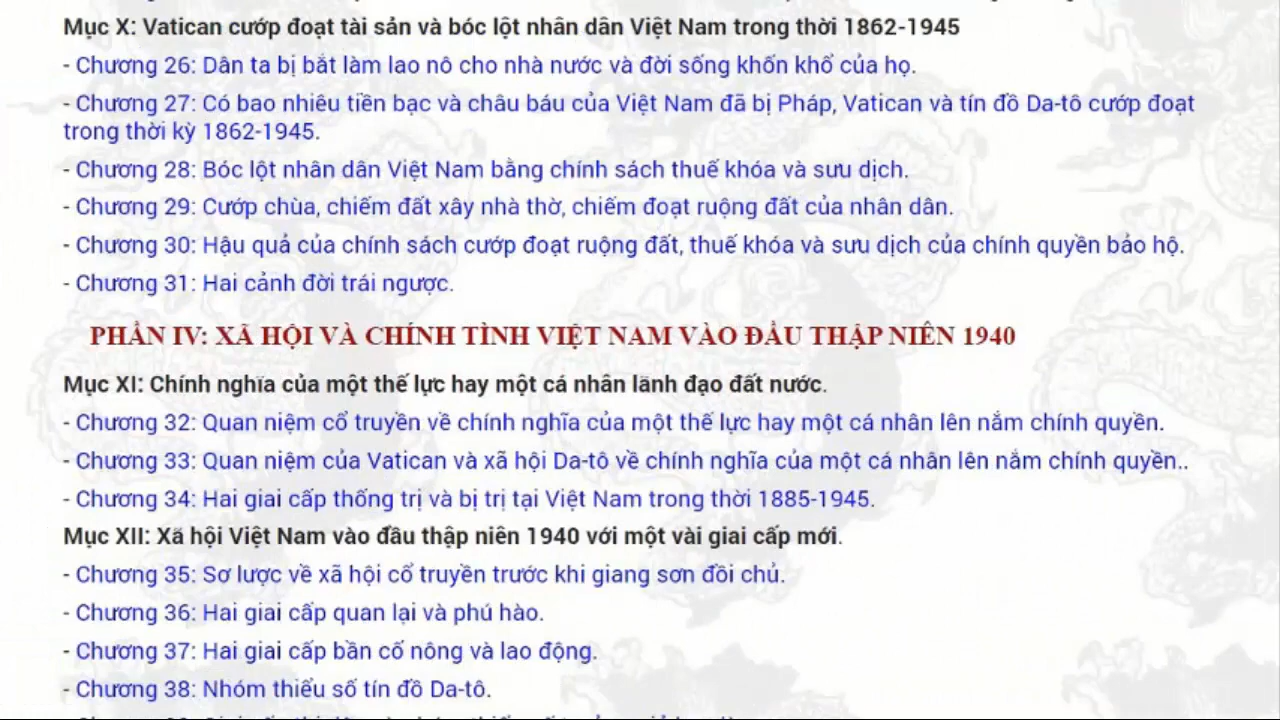 Mục X: Vatican cướp đoạt tài sản và bóc lột nhân dân Việt Nam trong thời 1862-1945
- Chương 26: Dân ta bị bắt làm lao nô cho nhà nước và đời sống khốn khổ của họ.
- Chương 27: Có bao nhiêu tiền bạc và châu báu của Việt Nam đã bị Pháp, Vatican và tín đồ Da-tô cướp đoạt
trong thời kỳ 1862-1945.
- Chương 28: Bóc lột nhân dân Việt Nam bằng chính sách thuế khóa và sưu dịch.
- Chương 29: Cướp chùa, chiếm đất xây nhà thờ, chiếm đoạt ruộng đất của nhân dân.
- Chương 30: Hậu quả của chính sách cướp đoạt ruộng đất, thuế khóa và sưu dịch của chính quyền bảo hộ.
- Chương 31: Hai cảnh đời trái ngược.
PHẦN IV: XÃ HỘI VÀ CHÍNH TÌNH VIỆT NAM VÀO ĐẦU THẬP NIÊN 1940
Mục XI: Chính nghĩa của một thế lực hay một cá nhân lãnh đạo đất nước.
- Chương 32: Quan niệm cổ truyền về chính nghĩa của một thế lực hay một cá nhân lên nắm chính quyền.
- Chương 33: Quan niệm của Vatican và xã hội Da-tô về chính nghĩa của một cá nhân lên nắm chính quyền..
- Chương 34: Hai giai cấp thống trị và bị trị tại Việt Nam trong thời 1885-1945.
Mục XII: Xã hội Việt Nam vào đầu thập niên 1940 với một vài giai cấp mới.
- Chương 35: Sơ lược về xã hội cổ truyền trước khi giang sơn đổi chủ.
- Chương 36: Hai giai cấp quan lại và phú hào.
- Chương 37: Hai giai cấp bần cố nông và lao động.
- Chương 38: Nhóm thiểu số tín đồ Da-tô.